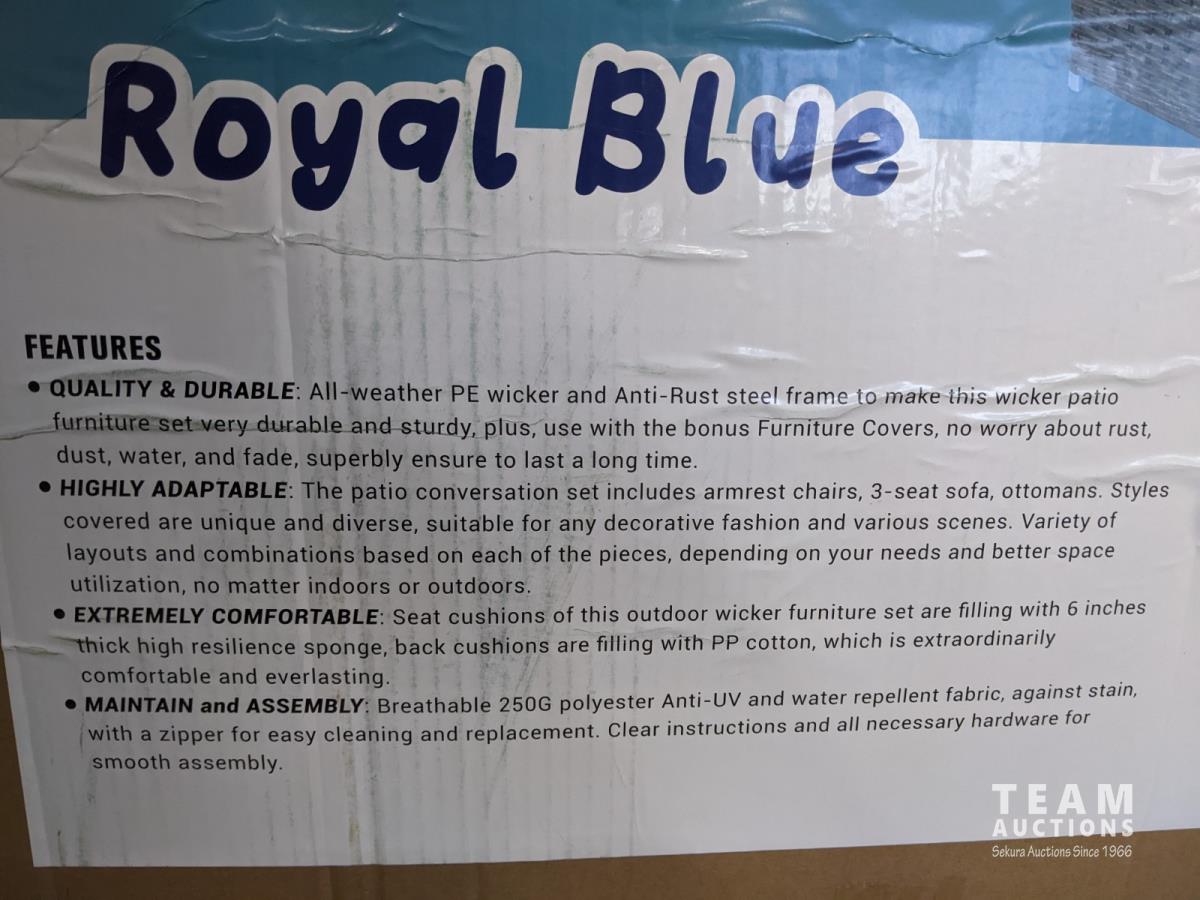 Royal Blue
FEATURES
• QUALITY & DURABLE: All-weather PE wicker and Anti-Rust steel frame to make this wicker patio
furniture set very durable and sturdy, plus, use with the bonus Furniture Covers, no worry about rust,
dust, water, and fade, superbly ensure to last a long time.
• HIGHLY ADAPTABLE: The patio conversation set includes armrest chairs, 3-seat sofa, ottomans. Styles
covered are unique and diverse, suitable for any decorative fashion and various scenes. Variety of
layouts and combinations based on each of the pieces, depending on your needs and better space
utilization, no matter indoors or outdoors.
• EXTREMELY COMFORTABLE: Seat cushions of this outdoor wicker furniture set are filling with 6 inches
thick high resilience sponge, back cushions are filling with PP cotton, which is extraordinarily
comfortable and everlasting.
• MAINTAIN and ASSEMBLY: Breathable 250G polyester Anti-UV and water repellent fabric, against stain,
with a zipper for easy cleaning and replacement. Clear instructions and all necessary hardware for
smooth assembly.
TEAM
AUCTIONS
Sekura Auctions Since 1966